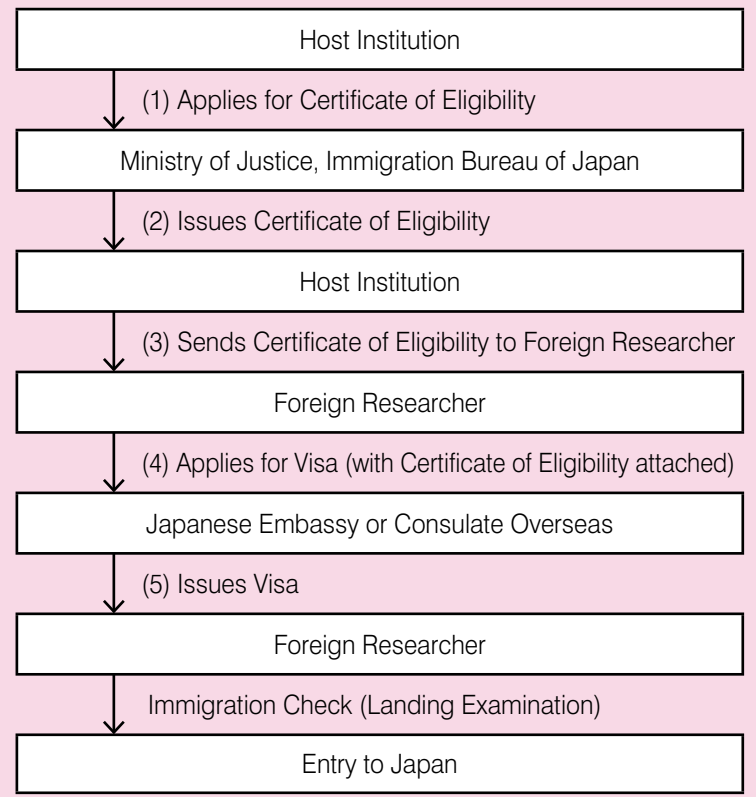 Host Institution
(1) Applies for Certificate of Eligibility
Ministry of Justice, Immigration Bureau of Japan
(2) Issues Certificate of Eligibility
Host Institution
(3) Sends Certificate of Eligibility to Foreign Researcher
Foreign Researcher
(4) Applies for Visa (with Certificate of Eligibility attached)
Japanese Embassy or Consulate Overseas
(5) Issues Visa
Foreign Researcher
Immigration Check (Landing Examination)
Entry to Japan